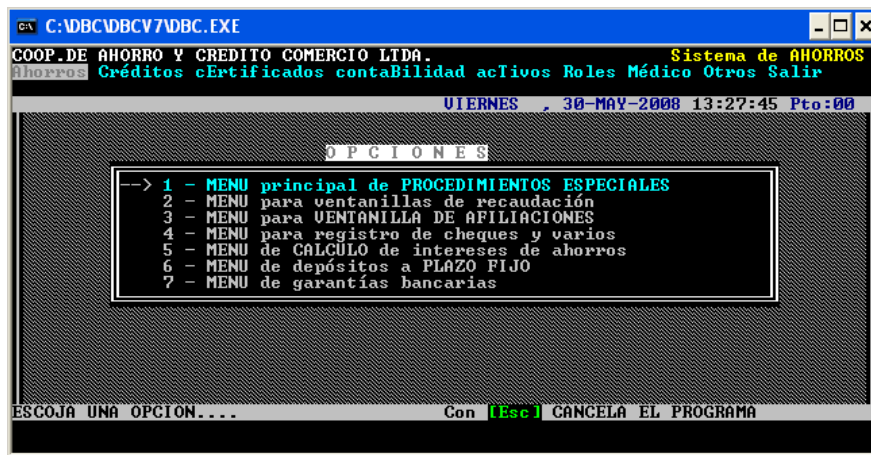 C:\DBC\DBCV7\DBC.EXE
COOP.DE AHORRO Y CREDITO COMERCIO LTDA. Sistema de AHORROS
Ahorros Créditos cErtificados contaBilidad acTivos Roles Médico Otros Salir
VIERNES , 30-MAY-2008 13:27:45 Pto:00
O P C I O N E S
--> 1 - MENU principal de PROCEDIMIENTOS ESPECIALES
2 - MENU para ventanillas de recaudación
3 - MENU para VENTANILLA DE AFILIACIONES
4 - MENU para registro de cheques y varios
5 - MENU de CALCULO de intereses de ahorros
6 - MENU de depósitos a PLAZO FIJO
7 - MENU de garantías bancarias
ESCOJA UNA OPCION.... Con [Esc] CANCELA EL PROGRAMA